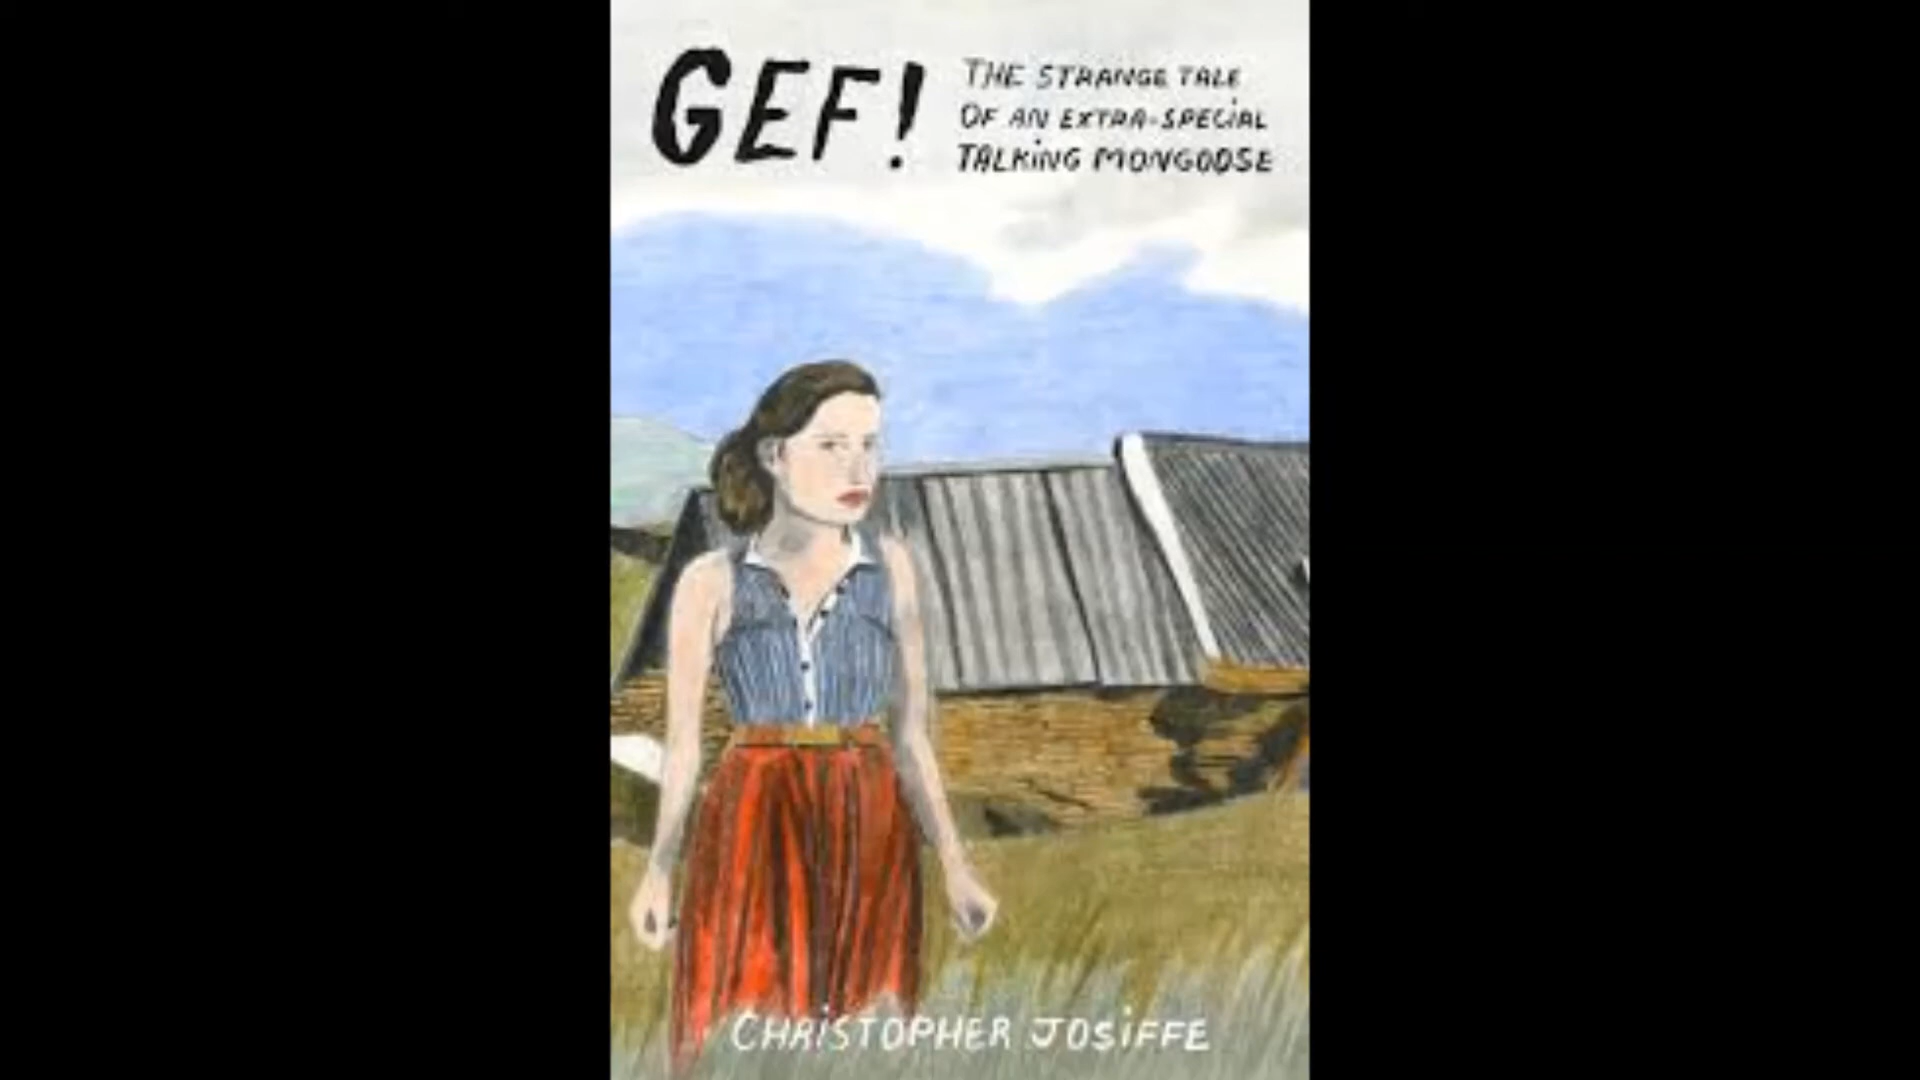 GEF!
THE STRANGE TALE
OF AN EXTRA-SPECIAL
TALKING MONGOOSE
CHRISTOPHER JOSIFFE